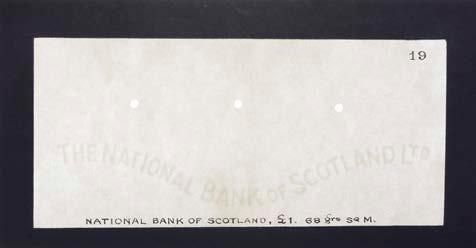 19
THE NATIONAL BANK OF SCOTLAND LTD
NATIONAL BANK OF SCOTLAND, £1. 68 grs SQ M.